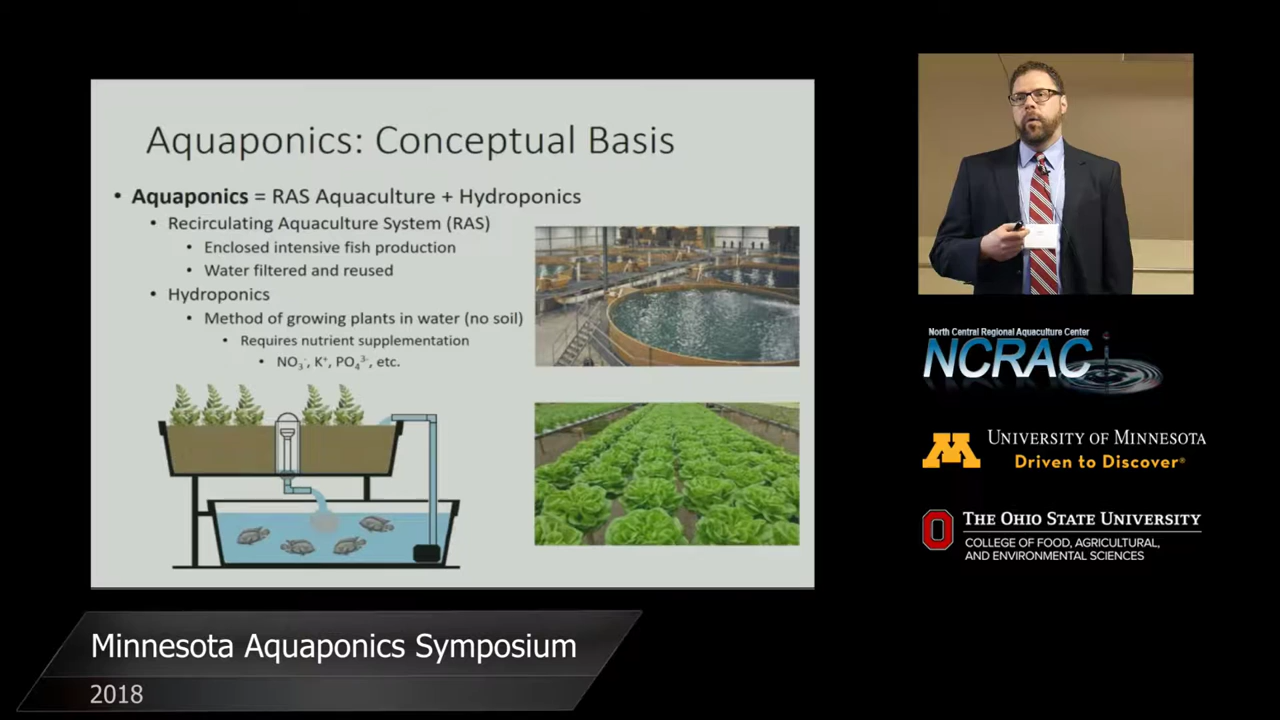 Aquaponics: Conceptual Basis
• Aquaponics = RAS Aquaculture + Hydroponics
• Recirculating Aquaculture System (RAS)
• Enclosed intensive fish production
• Water filtered and reused
• Hydroponics
• Method of growing plants in water (no soil)
• Requires nutrient supplementation
• NO₃⁻, K⁺, PO₄³⁻, etc.
North Central Regional Aquaculture Center
NCRAC
UNIVERSITY OF MINNESOTA
Driven to Discover®
THE OHIO STATE UNIVERSITY
COLLEGE OF FOOD, AGRICULTURAL,
AND ENVIRONMENTAL SCIENCES
Minnesota Aquaponics Symposium
2018